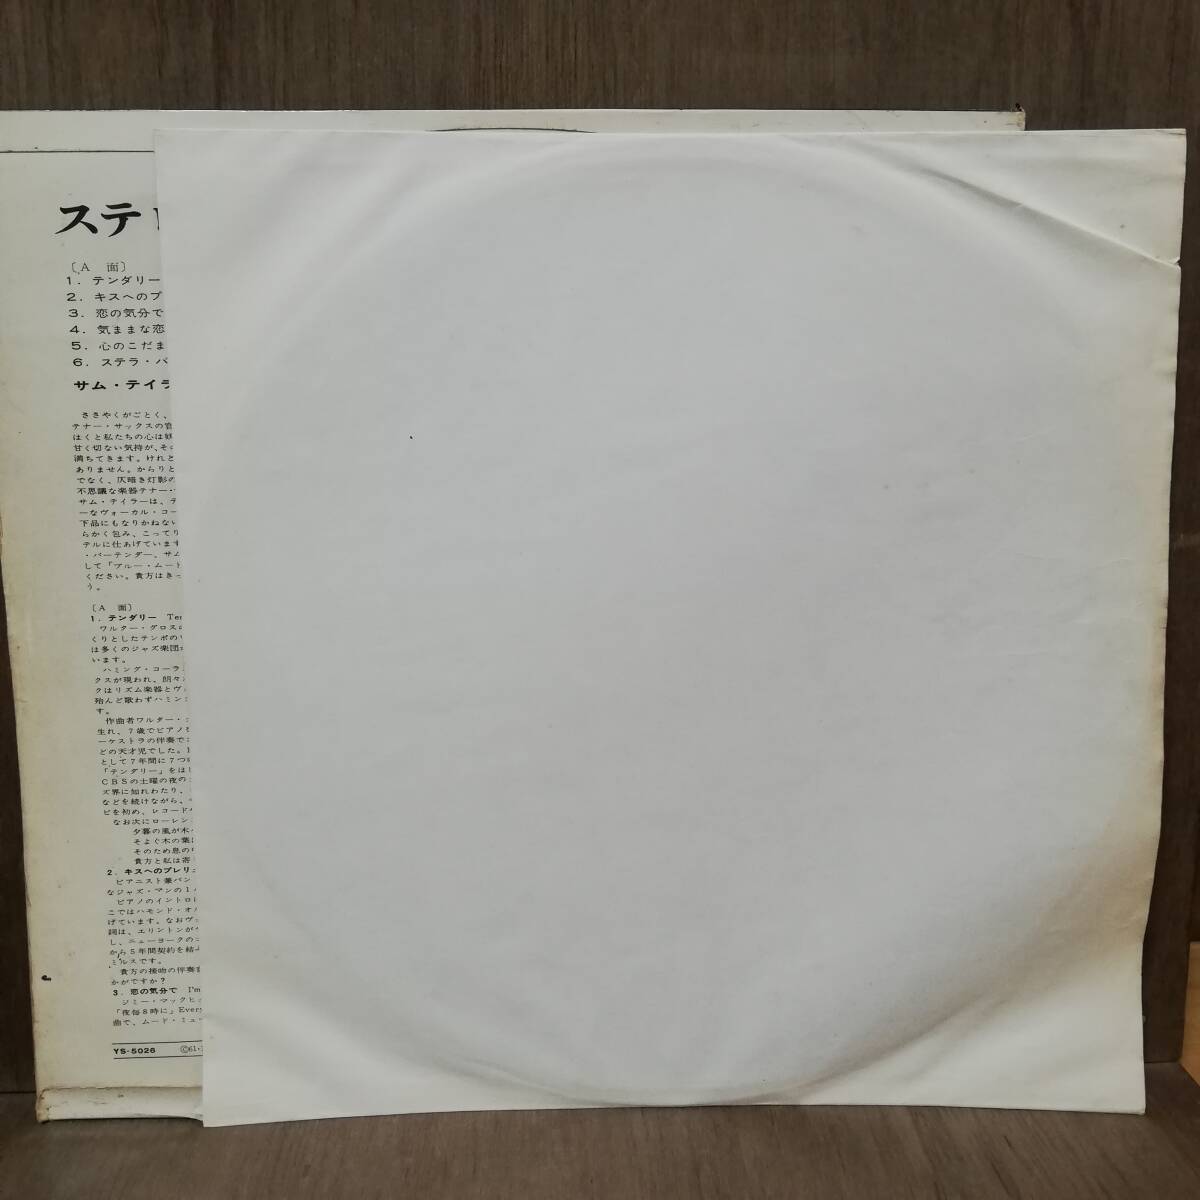 ステレ
〔A 面〕
1. テンダリー
2. キスへのプ
3. 恋の気分で
4. 気ままな恋
5. 心のこだま
6. ステラ・バ
サム・テイラ
ささやくがごとく、
テナー・サックスの官
はくと私たちの心は
甘く切ない気持が、そ
満ちてきます。けれど
ありません。からりと
でなく、仄暗き灯影の
不思議な楽器テナー・
サム・テイラーは、テ
ーなヴォーカル・コー
下品にもなりかねない
らかく包み、こってり
テルに仕あげています
・バーテンダー、サム
して「ブルー・ムード
ください。貴方はきっ
う。
〔A 面〕
1. テンダリー Ter
ワルター・グロスの
くりとしたテンポの
は多くのジャズ楽団
います。
ハミング・コーラ
クスが現われ、朗々
クはリズム楽器とヴ
殆んど歌わずハミン
す。
作曲者ワルター・
生れ、7歳でピアノ
ーケストラの伴奏で
どの天才児でした。
として7年間に7つ
「テンダリー」をは
CBSの土曜の夜の
ズ界に知れわたり、
などを続けながら、
ビを初め、レコード
なお次にローレン
夕暮の風が木
そよぐ木の葉
そのため息の
貴方と私は寄
2. キスへのプレリュ
ピアニスト兼バン
なジャズ・マンの1
ピアノのイントロ
こではハモンド・オル
げています。なおヴ
詞は、エリントンが
し、ニューヨークの
から5年間契約を結
ミルスです。
貴方の接吻の伴奏
かがですか?
3. 恋の気分で I'm
ジミー・マックヒュ
「夜毎8時に」Every
曲で、ムード・ミュー
YS-5026 Ⓒ61・